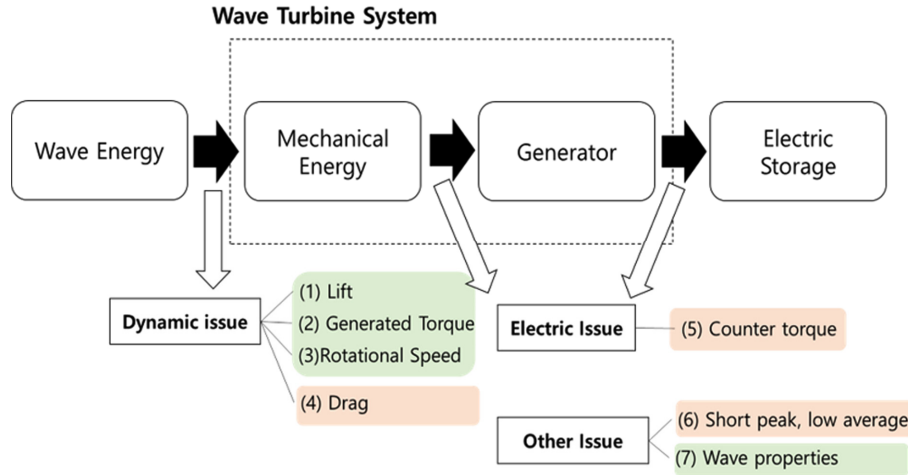 Wave Turbine System
Wave Energy
Mechanical
Energy
Generator
Electric
Storage
Dynamic issue
(1) Lift
(2) Generated Torque
(3)Rotational Speed
(4) Drag
Electric Issue
(5) Counter torque
Other Issue
(6) Short peak, low average
(7) Wave properties